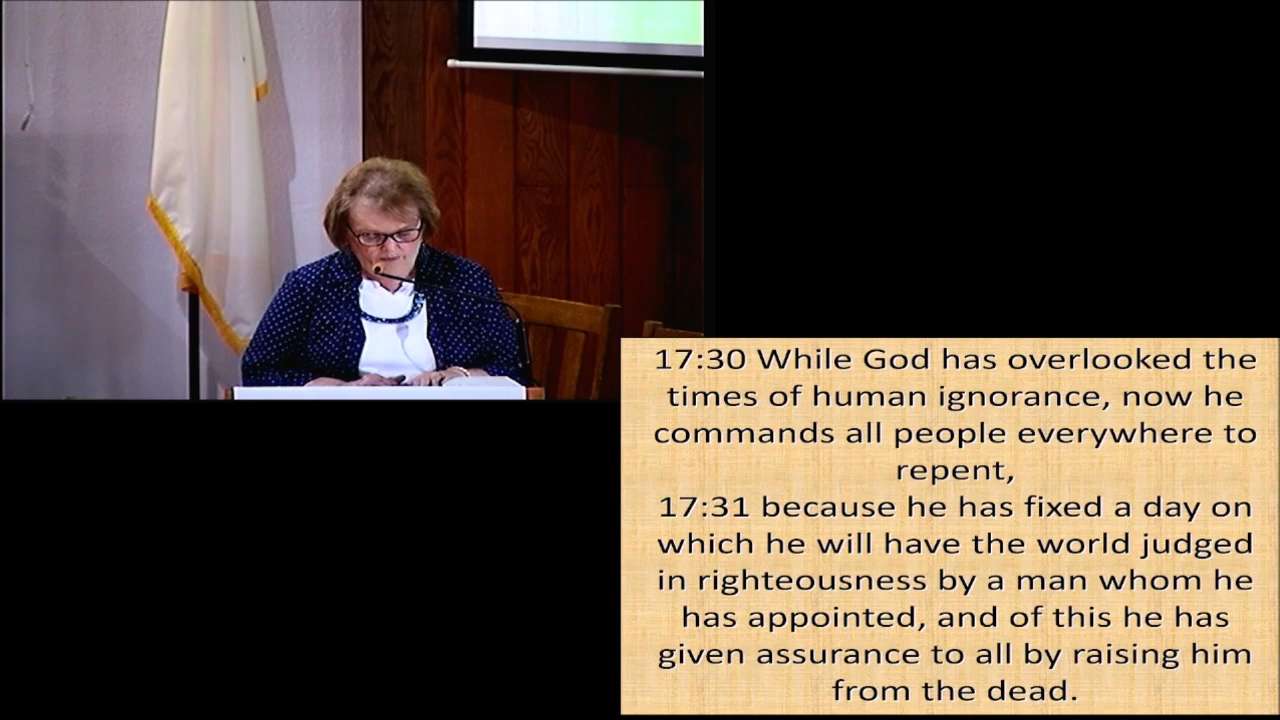 17:30 While God has overlooked the
times of human ignorance, now he
commands all people everywhere to
repent,
17:31 because he has fixed a day on
which he will have the world judged
in righteousness by a man whom he
has appointed, and of this he has
given assurance to all by raising him
from the dead.